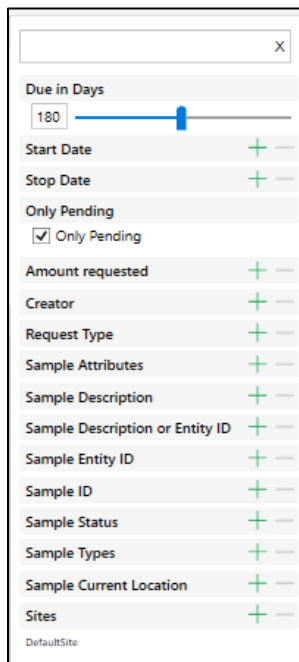 X
Due in Days
180
Start Date
Stop Date
Only Pending
Only Pending
Amount requested
Creator
Request Type
Sample Attributes
Sample Description
Sample Description or Entity ID
Sample Entity ID
Sample ID
Sample Status
Sample Types
Sample Current Location
Sites
DefaultSite